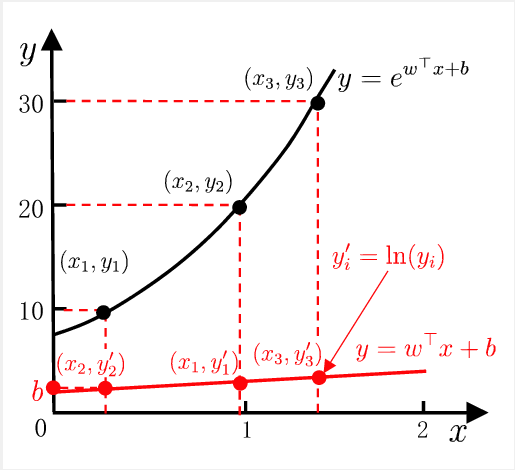 y
(x₃, y₃)
y = e^{w^⊤x+b}
30
(x₂, y₂)
20
(x₁, y₁)
y′ᵢ = ln(yᵢ)
10
(x₂, y′₂)
(x₁, y′₁)
(x₃, y′₃)
y = w^⊤x + b
b
0
1
2
x